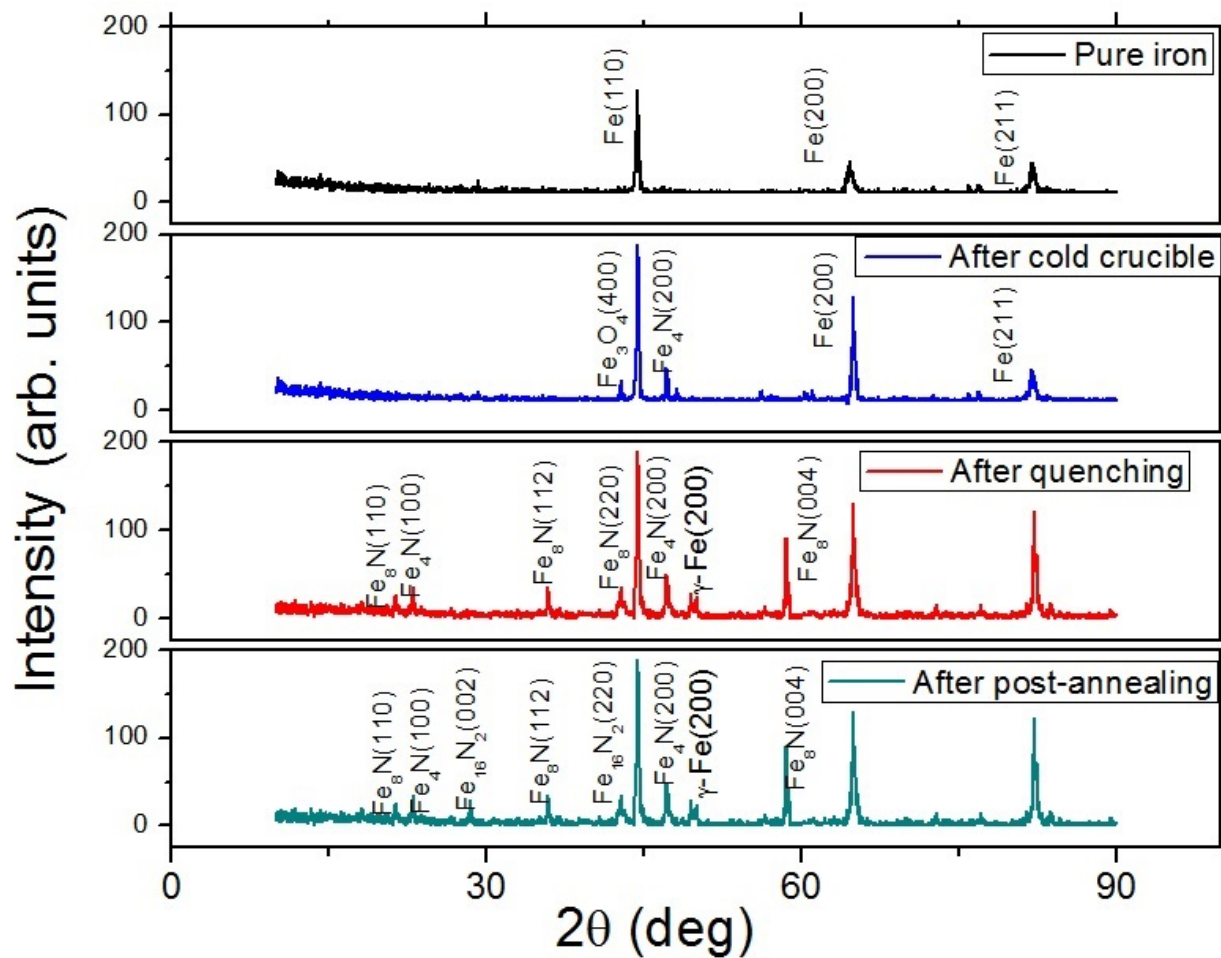 Intensity (arb. units)
200
100
0
Pure iron
Fe(110)
Fe(200)
Fe(211)
200
100
0
After cold crucible
Fe₃O₄(400)
Fe₄N(200)
Fe(200)
Fe(211)
200
100
0
After quenching
Fe₈N(110)
Fe₄N(100)
Fe₈N(112)
Fe₈N(220)
Fe₄N(200)
γ-Fe(200)
Fe₈N(004)
200
100
0
After post-annealing
Fe₈N(110)
Fe₄N(100)
Fe₁₆N₂(002)
Fe₈N(112)
Fe₁₆N₂(220)
Fe₄N(200)
γ-Fe(200)
Fe₈N(004)
0 30 60 90
2θ (deg)